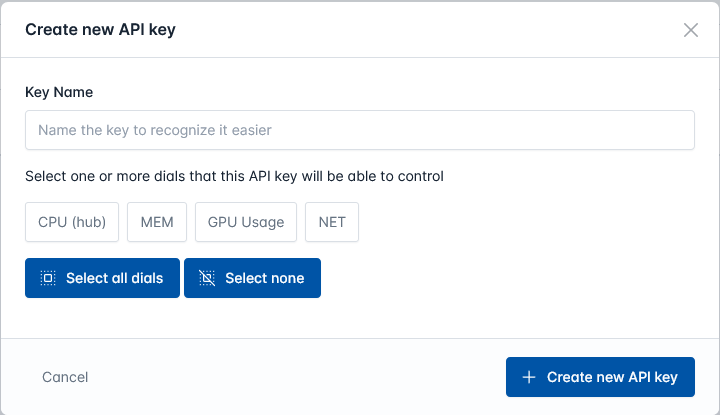 Create new API key
Key Name
Name the key to recognize it easier
Select one or more dials that this API key will be able to control
CPU (hub) MEM GPU Usage NET
Select all dials Select none
Cancel Create new API key